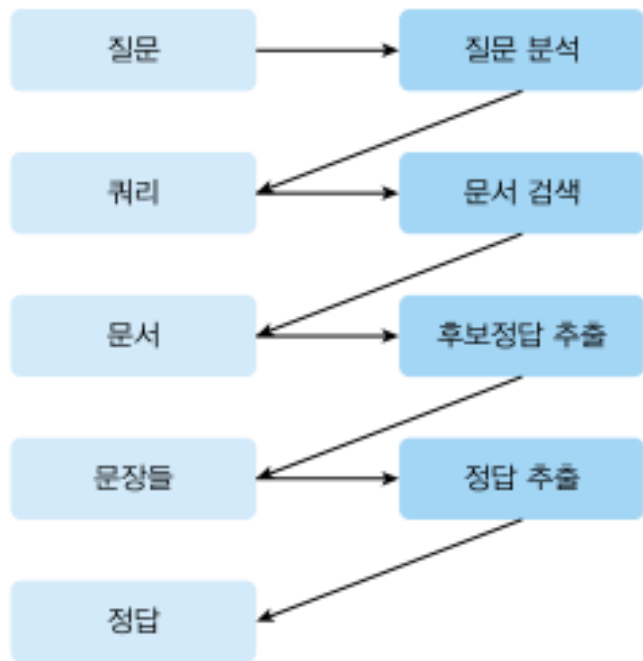 질문
질문 분석
쿼리
문서 검색
문서
후보정답 추출
문장들
정답 추출
정답